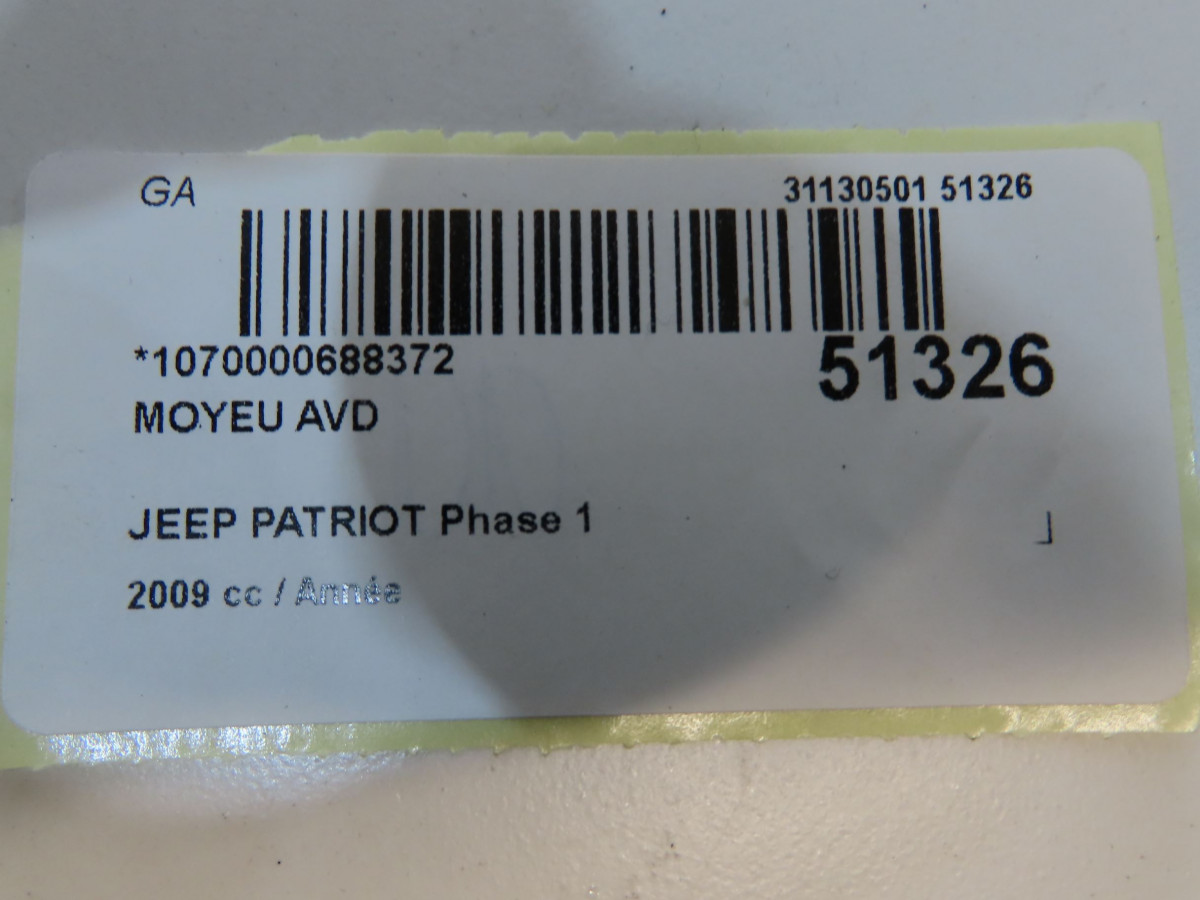 GA
31130501 51326
*1070000688372
51326
MOYEU AVD
JEEP PATRIOT Phase 1
2009 cc / Année